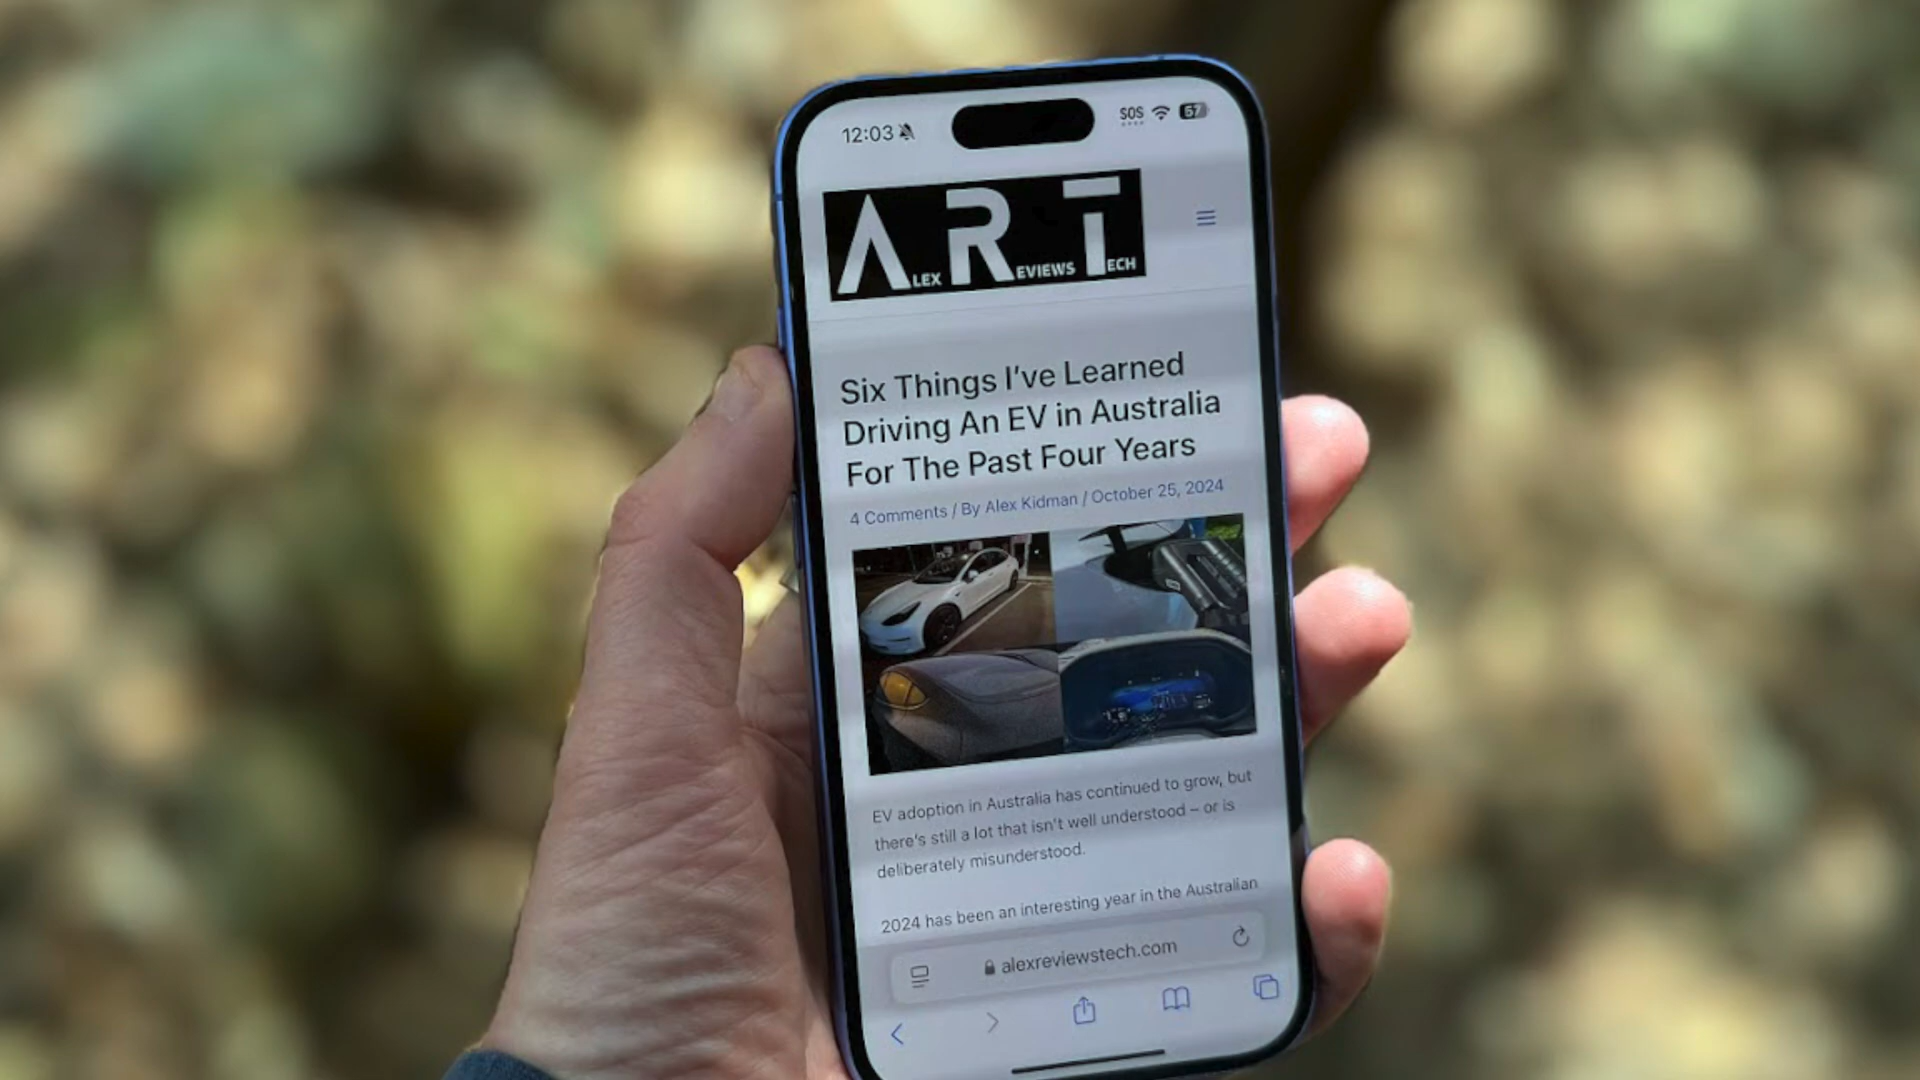 12:03
SOS
67
ALEX REVIEWS TECH
Six Things I've Learned
Driving An EV in Australia
For The Past Four Years
4 Comments / By Alex Kidman / October 25, 2024
EV adoption in Australia has continued to grow, but
there's still a lot that isn't well understood – or is
deliberately misunderstood.
2024 has been an interesting year in the Australian
alexreviewstech.com